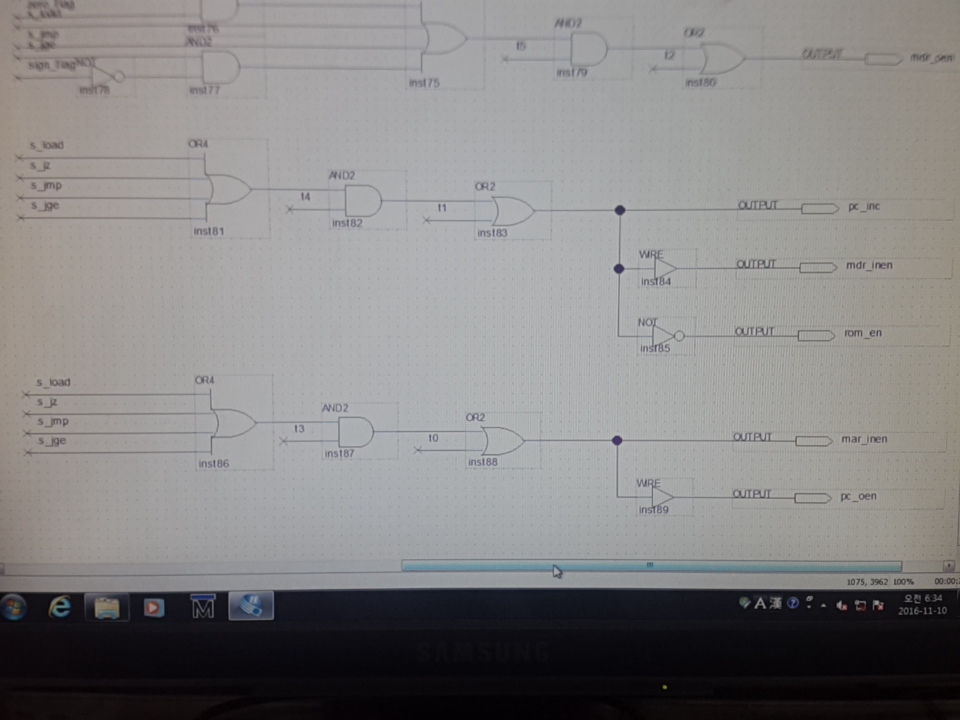 zero_flag
s_load
s_jmp
s_jge
sign_flag
NOT
inst78
inst76
AND2
inst77
inst75
t5
AND2
inst79
t2
OR2
inst80
OUTPUT
mdr_oen
s_load
s_jz
s_jmp
s_jge
OR4
inst81
t4
AND2
inst82
t1
OR2
inst83
OUTPUT
pc_inc
WIRE
inst84
OUTPUT
mdr_inen
NOT
inst85
OUTPUT
rom_en
s_load
s_jz
s_jmp
s_jge
OR4
inst86
t3
AND2
inst87
t0
OR2
inst88
OUTPUT
mar_inen
WIRE
inst89
OUTPUT
pc_oen
1075, 3962 100% 00:00:
A 漢
오전 6:34
2016-11-10
SAMSUNG